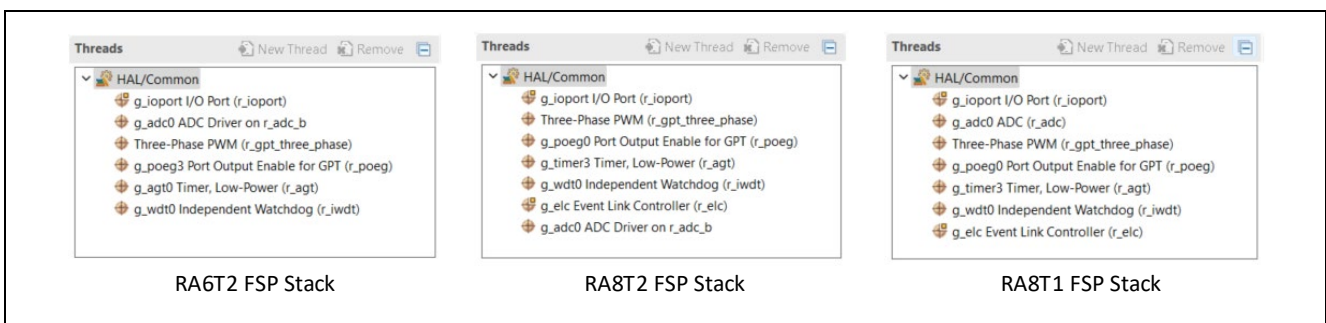 Threads New Thread Remove
HAL/Common
g_ioport I/O Port (r_ioport)
g_adc0 ADC Driver on r_adc_b
Three-Phase PWM (r_gpt_three_phase)
g_poeg3 Port Output Enable for GPT (r_poeg)
g_agt0 Timer, Low-Power (r_agt)
g_wdt0 Independent Watchdog (r_iwdt)
RA6T2 FSP Stack
Threads New Thread Remove
HAL/Common
g_ioport I/O Port (r_ioport)
Three-Phase PWM (r_gpt_three_phase)
g_poeg0 Port Output Enable for GPT (r_poeg)
g_timer3 Timer, Low-Power (r_agt)
g_wdt0 Independent Watchdog (r_iwdt)
g_elc Event Link Controller (r_elc)
g_adc0 ADC Driver on r_adc_b
RA8T2 FSP Stack
Threads New Thread Remove
HAL/Common
g_ioport I/O Port (r_ioport)
g_adc0 ADC (r_adc)
Three-Phase PWM (r_gpt_three_phase)
g_poeg0 Port Output Enable for GPT (r_poeg)
g_timer3 Timer, Low-Power (r_agt)
g_wdt0 Independent Watchdog (r_iwdt)
g_elc Event Link Controller (r_elc)
RA8T1 FSP Stack